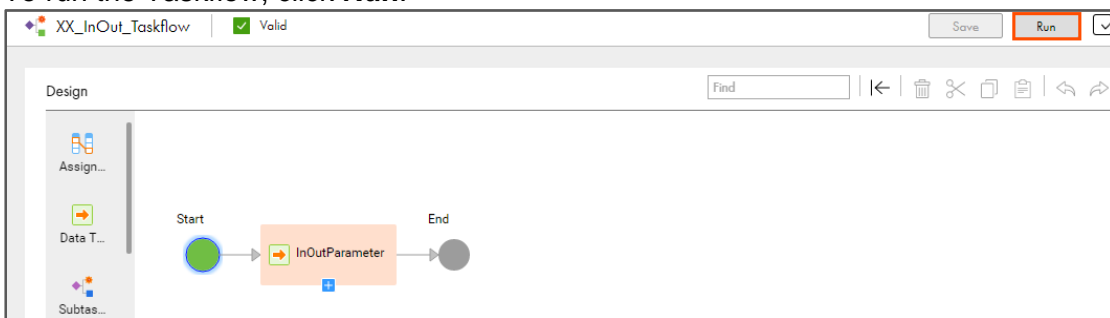 XX_InOut_Taskflow Valid Save Run
Design Find
Assign...
Data T...
Subtas...
Start End
InOutParameter